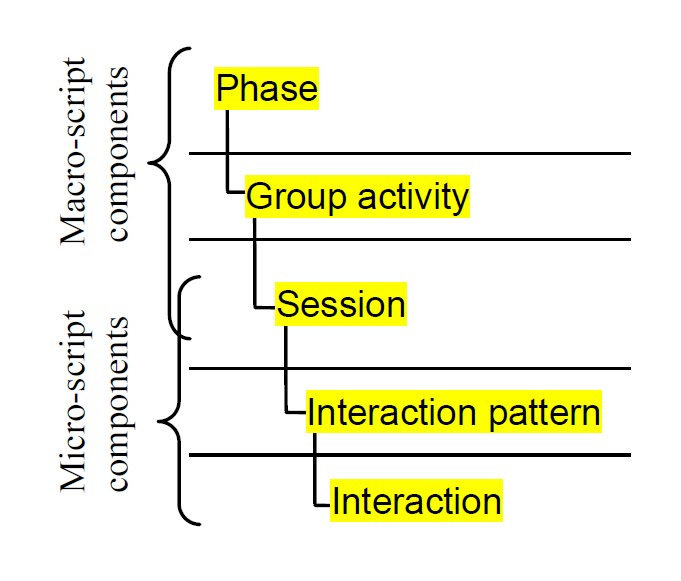 Macro-script
components
Phase
Group activity
Session
Micro-script
components
Interaction pattern
Interaction